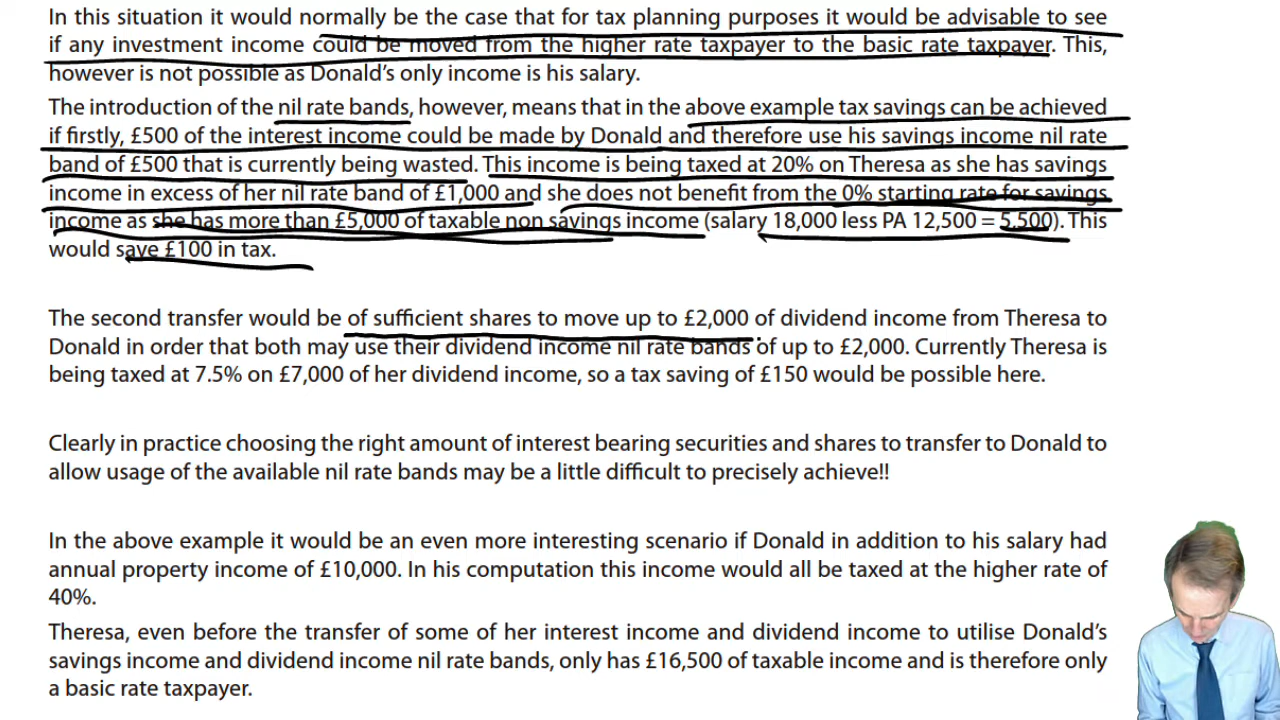 In this situation it would normally be the case that for tax planning purposes it would be advisable to see
if any investment income could be moved from the higher rate taxpayer to the basic rate taxpayer. This,
however is not possible as Donald's only income is his salary.
The introduction of the nil rate bands, however, means that in the above example tax savings can be achieved
if firstly, £500 of the interest income could be made by Donald and therefore use his savings income nil rate
band of £500 that is currently being wasted. This income is being taxed at 20% on Theresa as she has savings
income in excess of her nil rate band of £1,000 and she does not benefit from the 0% starting rate for savings
income as she has more than £5,000 of taxable non savings income (salary 18,000 less PA 12,500 = 5,500). This
would save £100 in tax.
The second transfer would be of sufficient shares to move up to £2,000 of dividend income from Theresa to
Donald in order that both may use their dividend income nil rate bands of up to £2,000. Currently Theresa is
being taxed at 7.5% on £7,000 of her dividend income, so a tax saving of £150 would be possible here.
Clearly in practice choosing the right amount of interest bearing securities and shares to transfer to Donald to
allow usage of the available nil rate bands may be a little difficult to precisely achieve!!
In the above example it would be an even more interesting scenario if Donald in addition to his salary had
annual property income of £10,000. In his computation this income would all be taxed at the higher rate of
40%.
Theresa, even before the transfer of some of her interest income and dividend income to utilise Donald's
savings income and dividend income nil rate bands, only has £16,500 of taxable income and is therefore only
a basic rate taxpayer.